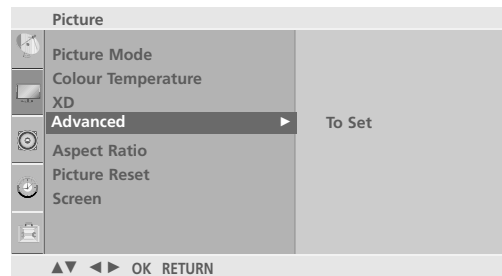 Picture
Picture Mode
Colour Temperature
XD
Advanced ► To Set
Aspect Ratio
Picture Reset
Screen
▲▼ ◄► OK RETURN